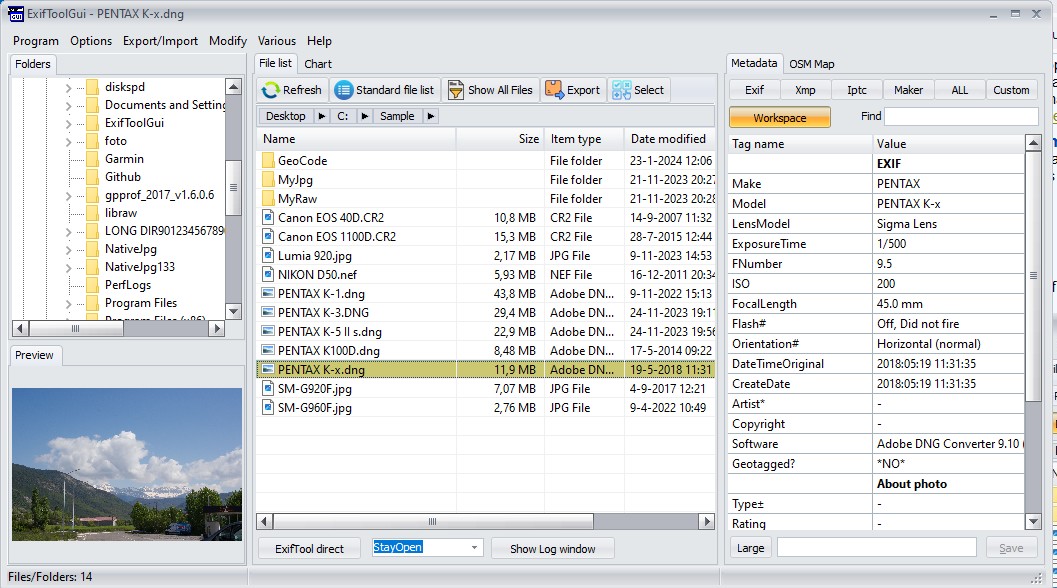 ExifToolGui - PENTAX K-x.dng
Program Options Export/Import Modify Various Help
Folders
diskspd
Documents and Setting
ExifToolGui
foto
Garmin
Github
gpprof_2017_v1.6.0.6
libraw
LONG DIR90123456789
NativeJpg
NativeJpg133
PerfLogs
Program Files
Program Files (x86)
Preview
File list Chart
Refresh Standard file list Show All Files Export Select
Desktop C: Sample
Name Size Item type Date modified
GeoCode File folder 23-1-2024 12:06
MyJpg File folder 21-11-2023 20:27
MyRaw File folder 21-11-2023 20:28
Canon EOS 40D.CR2 10,8 MB CR2 File 14-9-2007 11:32
Canon EOS 1100D.CR2 15,3 MB CR2 File 28-7-2015 12:44
Lumia 920.jpg 2,17 MB JPG File 9-11-2023 14:53
NIKON D50.nef 5,93 MB NEF File 16-12-2011 20:34
PENTAX K-1.dng 43,8 MB Adobe DN... 9-11-2022 15:13
PENTAX K-3.DNG 29,4 MB Adobe DN... 24-11-2023 19:11
PENTAX K-5 II s.dng 22,9 MB Adobe DN... 24-11-2023 19:56
PENTAX K100D.dng 8,48 MB Adobe DN... 17-5-2014 09:22
PENTAX K-x.dng 11,9 MB Adobe DN... 19-5-2018 11:31
SM-G920F.jpg 7,07 MB JPG File 4-9-2017 12:21
SM-G960F.jpg 2,76 MB JPG File 9-4-2022 10:49
ExifTool direct StayOpen Show Log window
Metadata OSM Map
Exif Xmp Iptc Maker ALL Custom
Workspace Find
Tag name Value
EXIF
Make PENTAX
Model PENTAX K-x
LensModel Sigma Lens
ExposureTime 1/500
FNumber 9.5
ISO 200
FocalLength 45.0 mm
Flash# Off, Did not fire
Orientation# Horizontal (normal)
DateTimeOriginal 2018:05:19 11:31:35
CreateDate 2018:05:19 11:31:35
Artist* -
Copyright -
Software Adobe DNG Converter 9.10 (
Geotagged? *NO*
About photo
Type± -
Rating -
Large Save
Files/Folders: 14